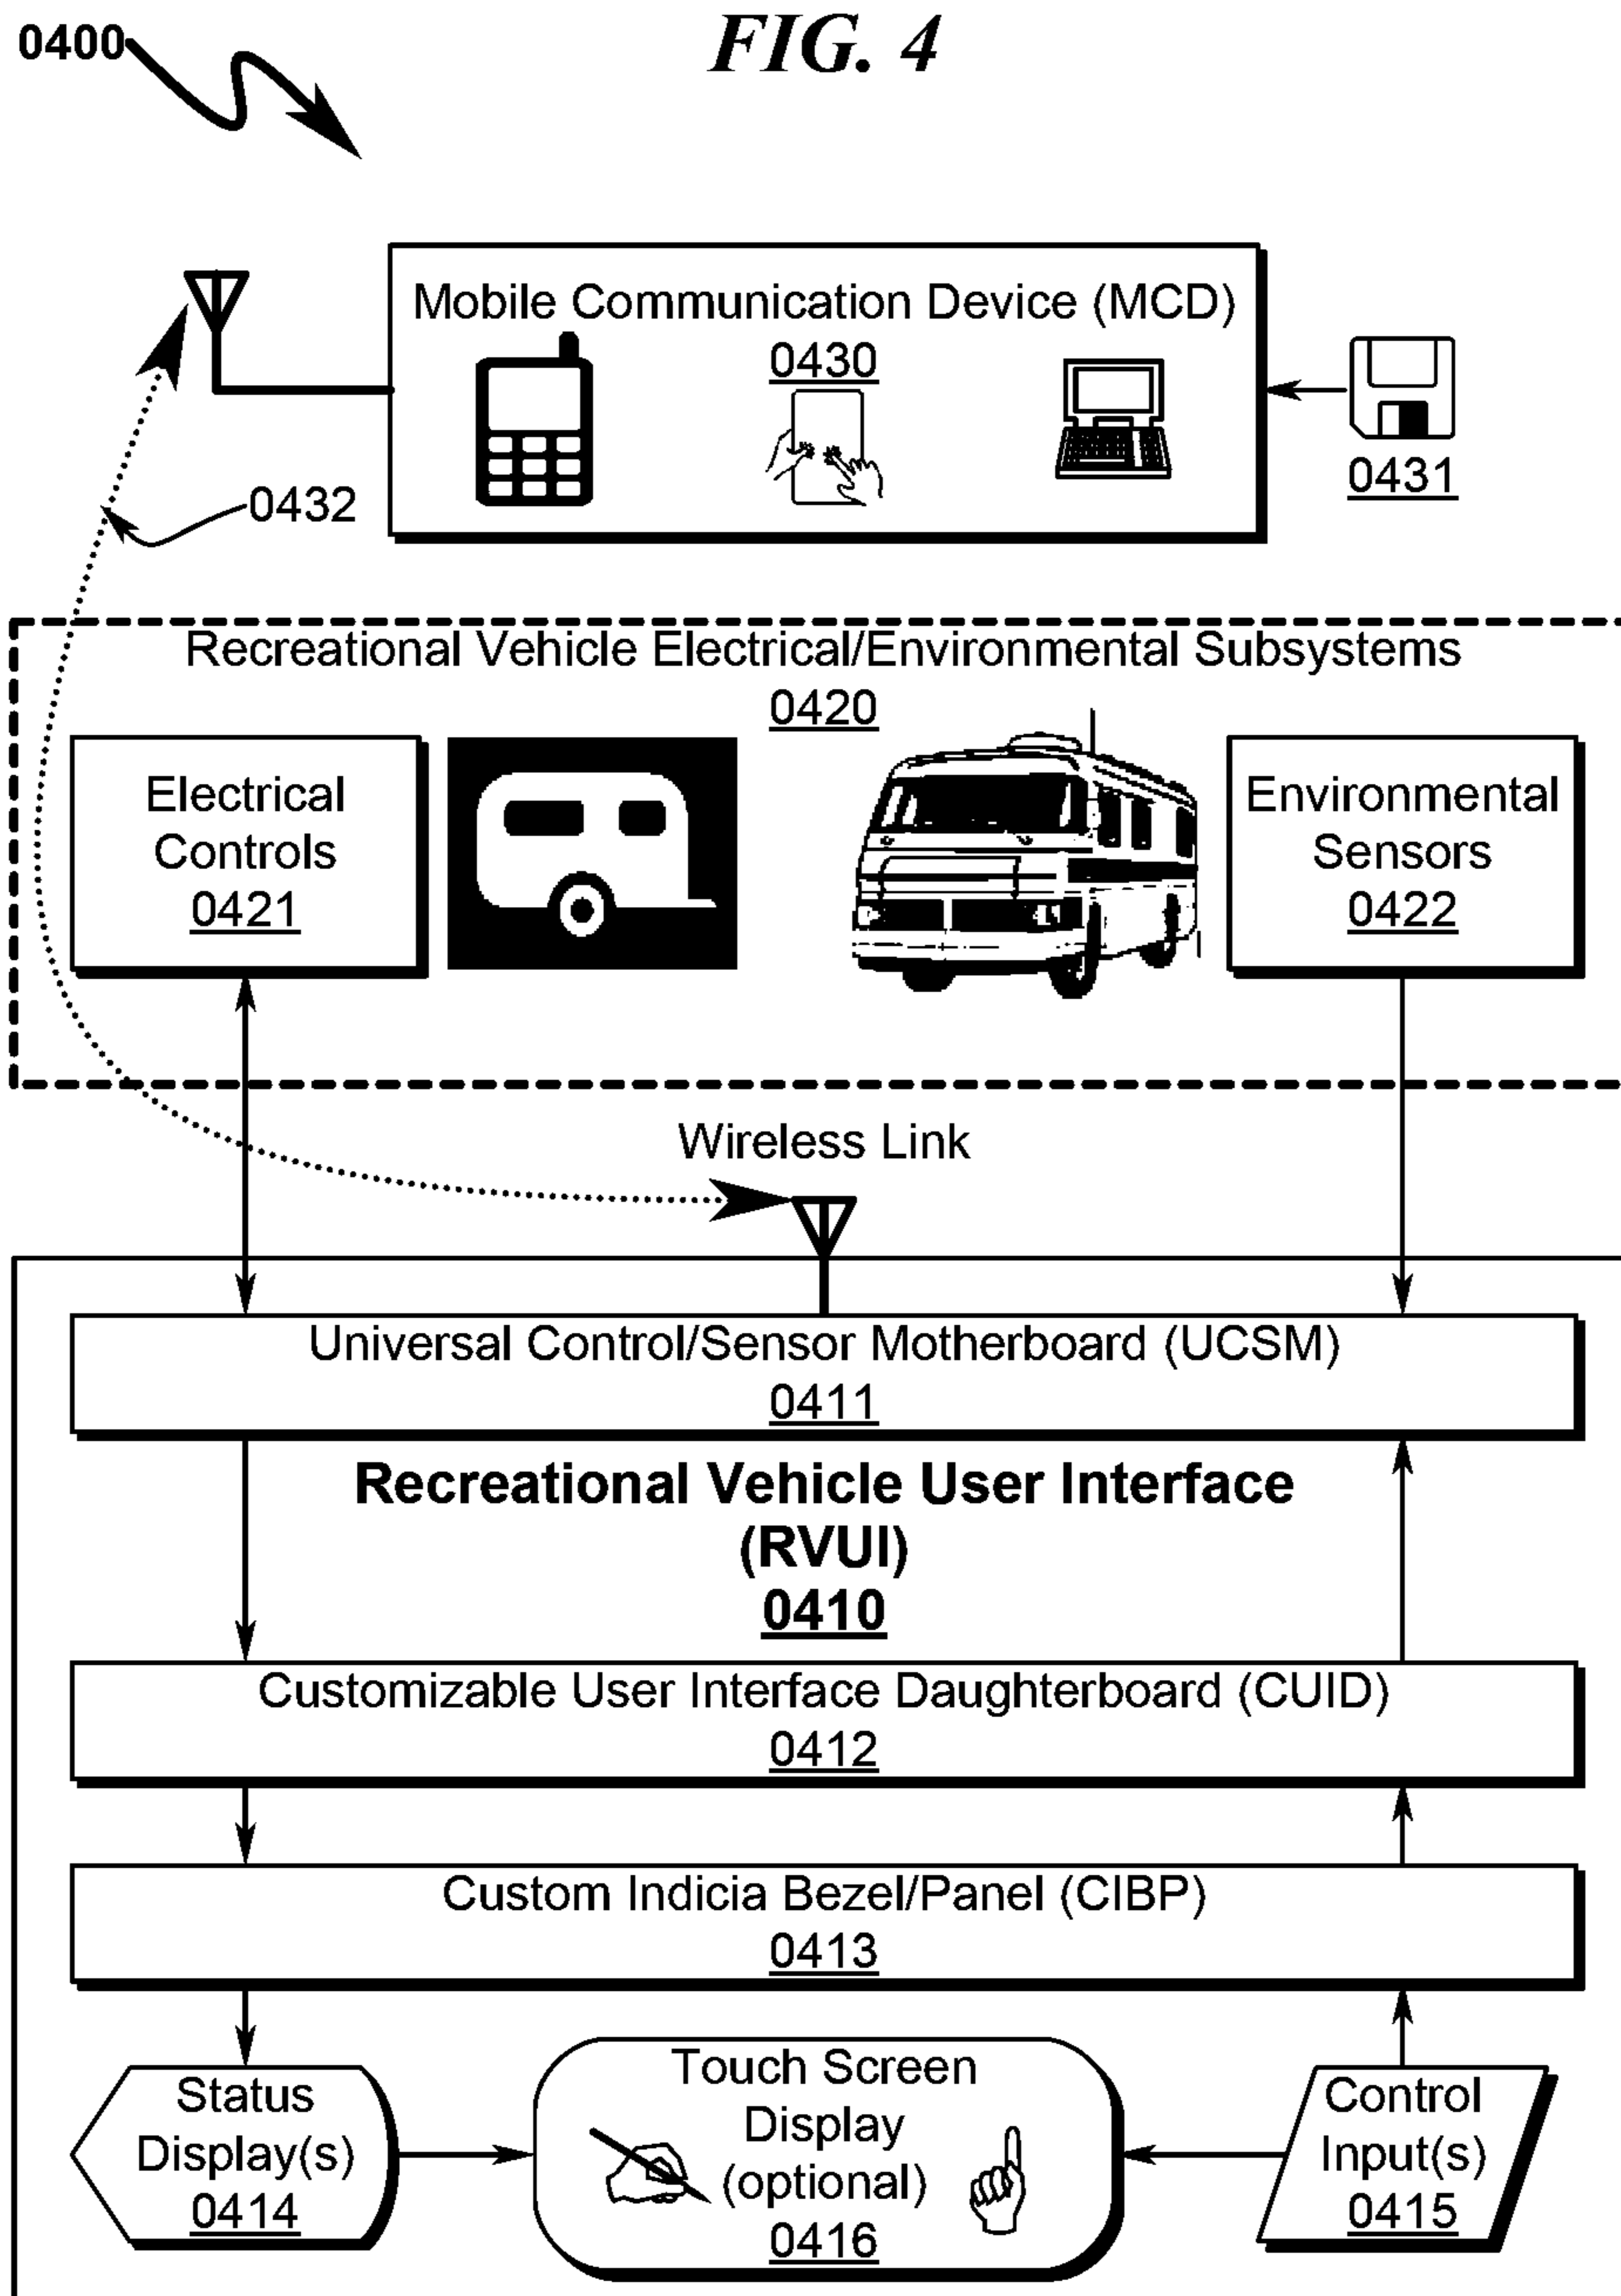 FIG. 4
0400
Mobile Communication Device (MCD)
0430
0431
0432
Recreational Vehicle Electrical/Environmental Subsystems
0420
Electrical
Controls
0421
Environmental
Sensors
0422
Wireless Link
Universal Control/Sensor Motherboard (UCSM)
0411
Recreational Vehicle User Interface
(RVUI)
0410
Customizable User Interface Daughterboard (CUID)
0412
Custom Indicia Bezel/Panel (CIBP)
0413
Status
Display(s)
0414
Touch Screen
Display
(optional)
0416
Control
Input(s)
0415